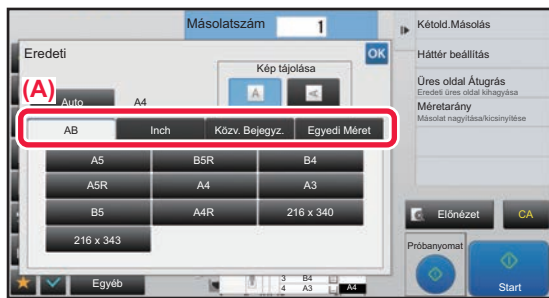 Másolatszám 1
Eredeti
OK
Kép tájolása
(A)
Auto A4
A A
AB Inch Közv. Bejegyz. Egyedi Méret
A5 B5R B4
A5R A4 A3
B5 A4R 216 x 340
216 x 343
Egyéb
3 B4
4 A3 A4
Kétold.Másolás
Háttér beállítás
Üres oldal Átugrás
Eredeti üres oldal kihagyása
Méretarány
Másolat nagyítása/kicsinyítése
Előnézet CA
Próbanyomat
Start